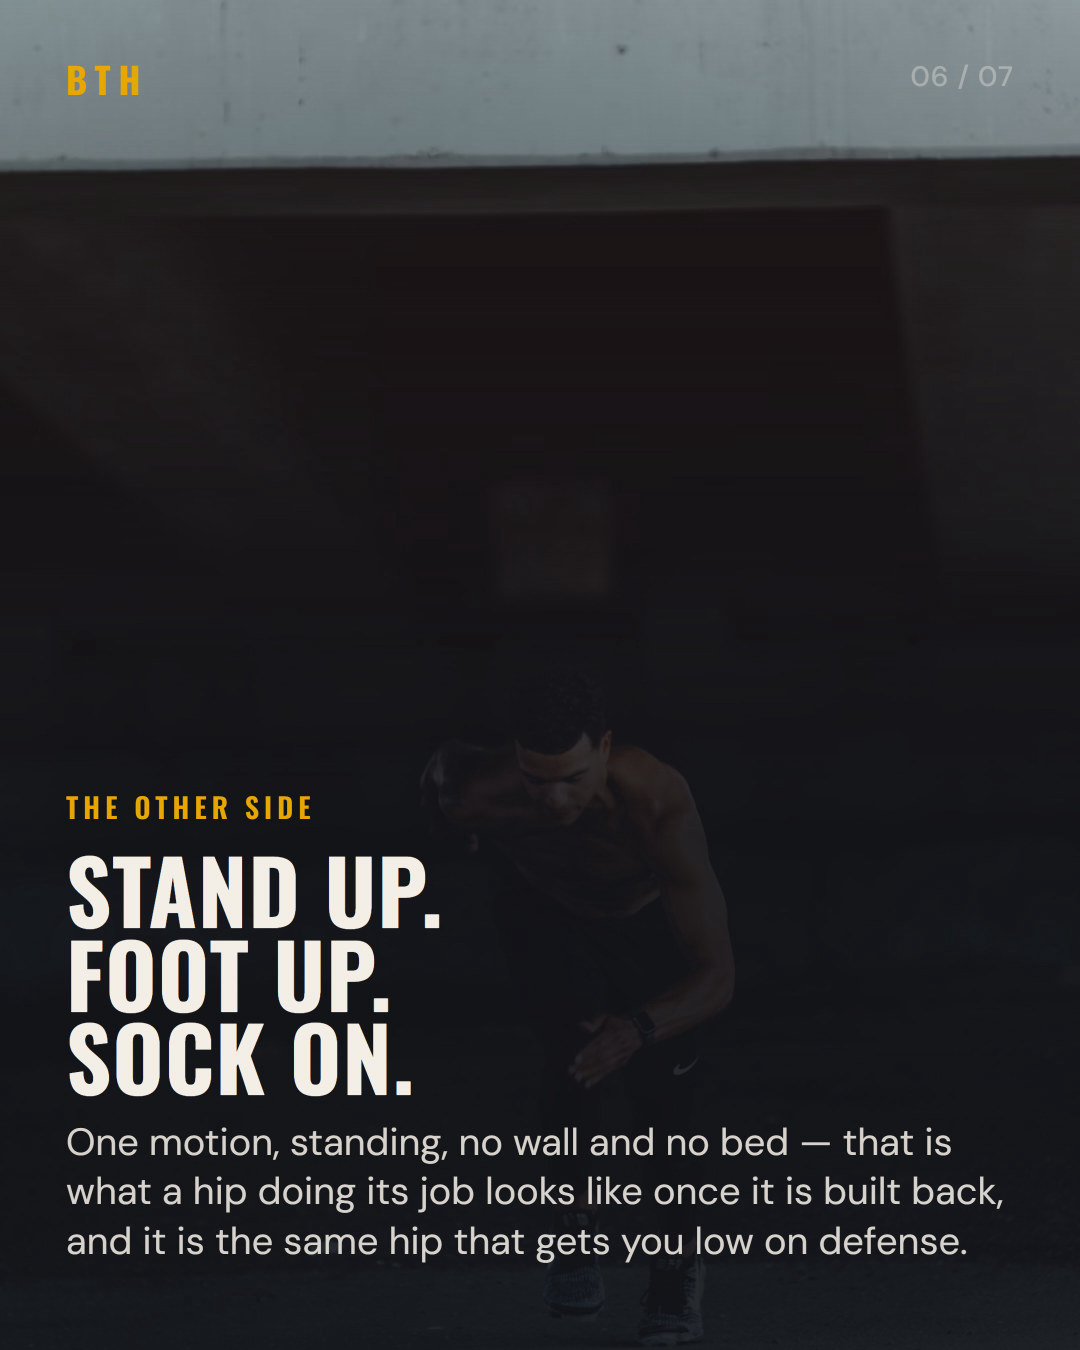 BTH
06 / 07
THE OTHER SIDE
STAND UP.
FOOT UP.
SOCK ON.
One motion, standing, no wall and no bed — that is
what a hip doing its job looks like once it is built back,
and it is the same hip that gets you low on defense.